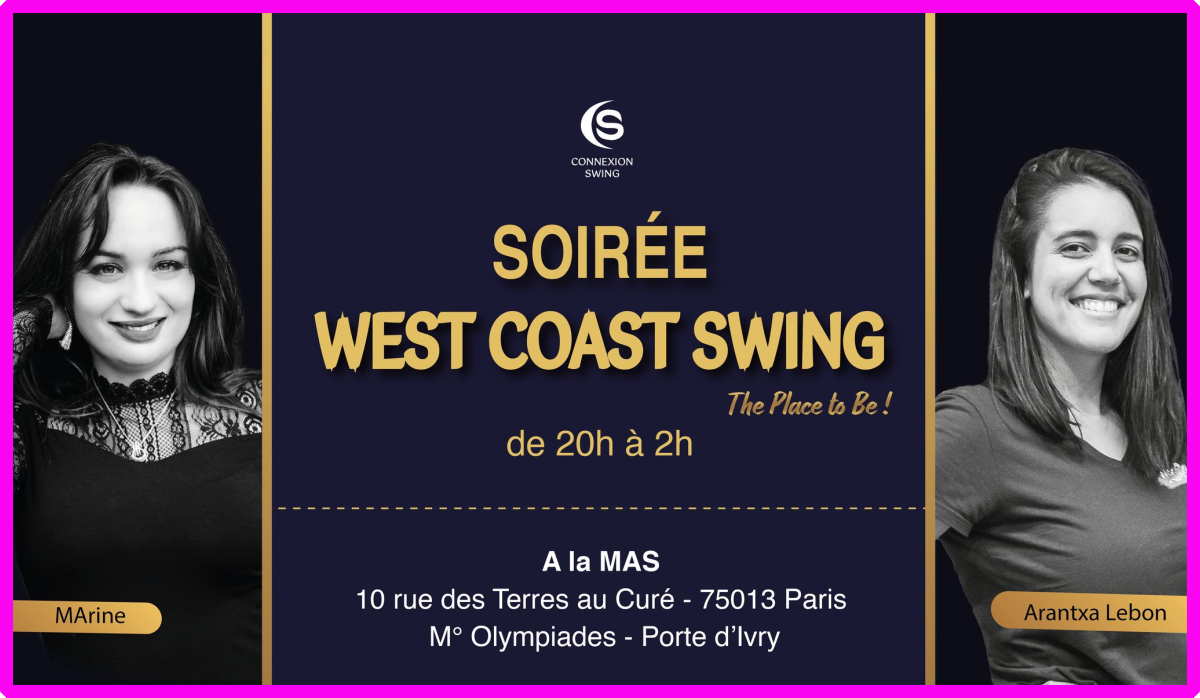 CONNEXION
SWING
SOIRÉE
WEST COAST SWING
The Place to Be !
de 20h à 2h
A la MAS
10 rue des Terres au Curé - 75013 Paris
M° Olympiades - Porte d’Ivry
MArine
Arantxa Lebon